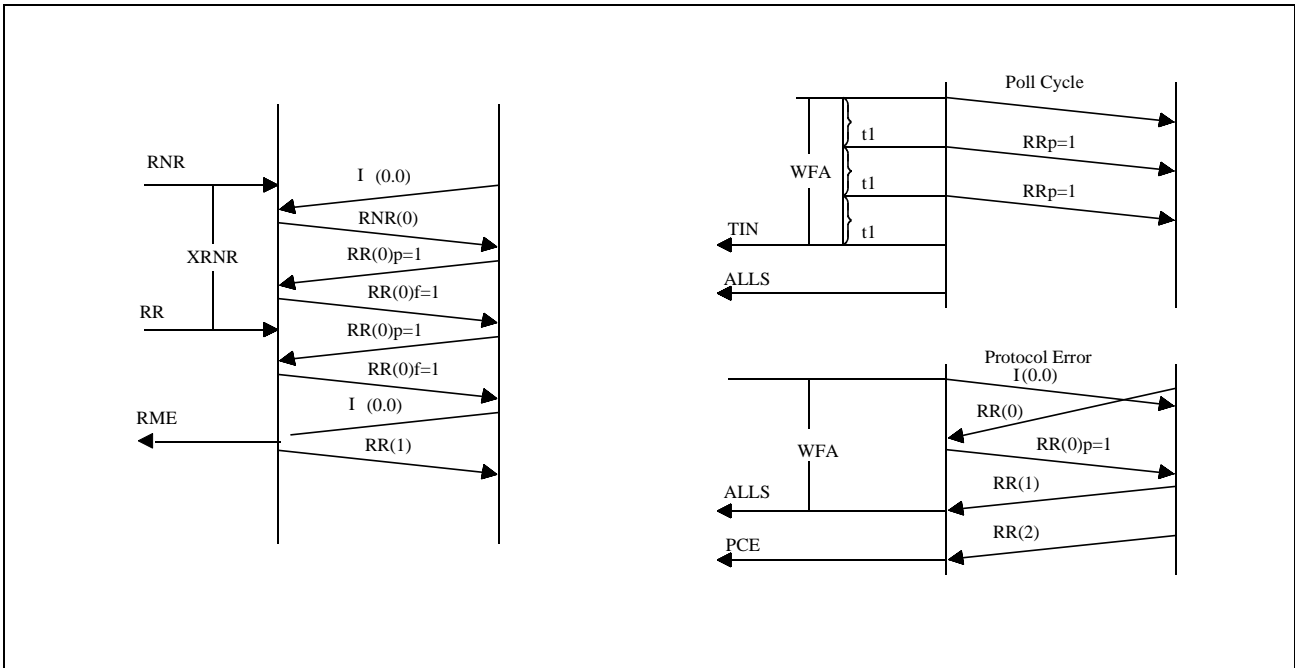 RNR
I (0.0)
RNR(0)
RR(0)p=1
XRNR
RR(0)f=1
RR
RR(0)p=1
RR(0)f=1
I (0.0)
RME
RR(1)
Poll Cycle
t1
RRp=1
WFA
t1
RRp=1
TIN
t1
ALLS
Protocol Error
I(0.0)
RR(0)
WFA
RR(0)p=1
RR(1)
ALLS
RR(2)
PCE